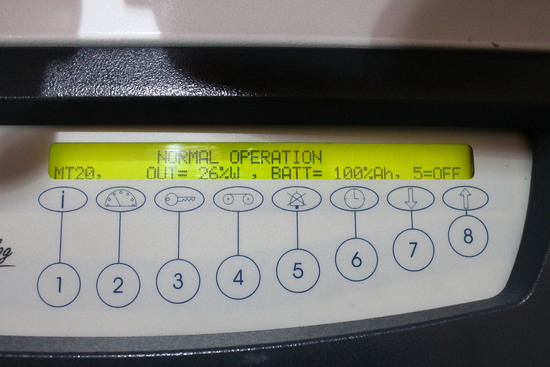 NORMAL OPERATION
MT20, OUT= 26%W , BATT= 100%Ah, 5=OFF
i
1 2 3 4 5 6 7 8